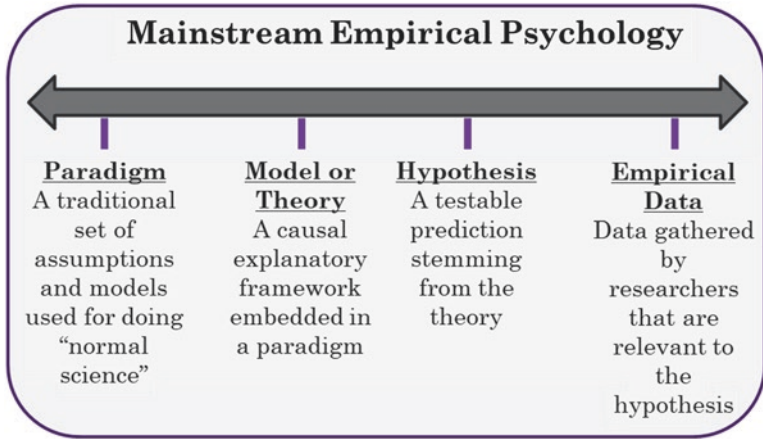 Mainstream Empirical Psychology
Paradigm
A traditional
set of
assumptions
and models
used for doing
“normal
science”
Model or
Theory
A causal
explanatory
framework
embedded in
a paradigm
Hypothesis
A testable
prediction
stemming
from the
theory
Empirical
Data
Data gathered
by
researchers
that are
relevant to
the
hypothesis